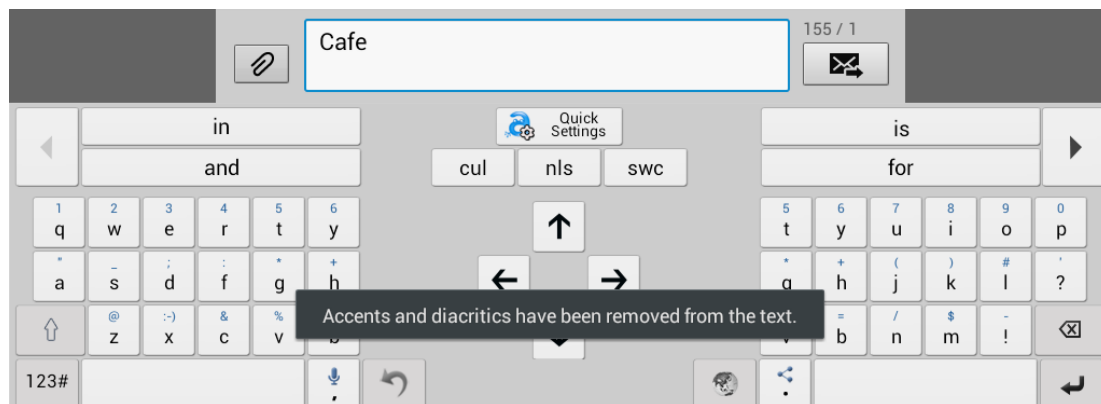 Cafe
155 / 1
in
Quick
Settings
is
and
cul nls swc
for
1 2 3 4 5 6
q w e r t y
5 6 7 8 9 0
t y u i o p
" _ ; : * +
a s d f g h
* + ( ) # '
g h j k l ?
Accents and diacritics have been removed from the text.
@ :-) & %
z x c v b
= / $ -
v b n m !
123#
,
.